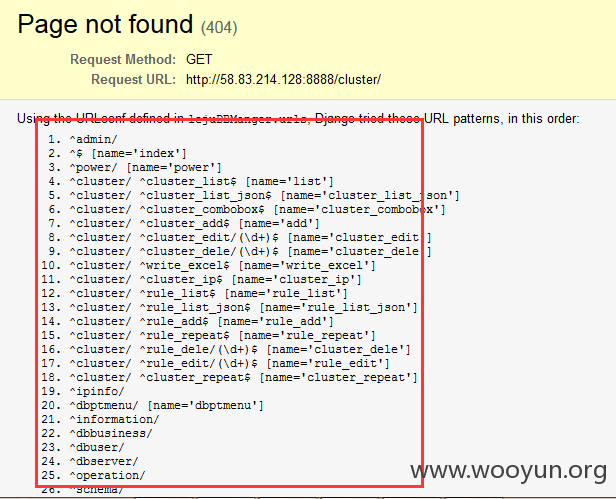 Page not found (404)
Request Method: GET
Request URL: http://58.83.214.128:8888/cluster/
Using the URLconf defined in lejuDBManger.urls, Django tried these URL patterns, in this order:
1. ^admin/
2. ^$ [name='index']
3. ^power/ [name='power']
4. ^cluster/ ^cluster_list$ [name='list']
5. ^cluster/ ^cluster_list_json$ [name='cluster_list_json']
6. ^cluster/ ^cluster_combobox$ [name='cluster_combobox']
7. ^cluster/ ^cluster_add$ [name='add']
8. ^cluster/ ^cluster_edit/(\d+)$ [name='cluster_edit']
9. ^cluster/ ^cluster_dele/(\d+)$ [name='cluster_dele']
10. ^cluster/ ^write_excel$ [name='write_excel']
11. ^cluster/ ^cluster_ip$ [name='cluster_ip']
12. ^cluster/ ^rule_list$ [name='rule_list']
13. ^cluster/ ^rule_list_json$ [name='rule_list_json']
14. ^cluster/ ^rule_add$ [name='rule_add']
15. ^cluster/ ^rule_repeat$ [name='rule_repeat']
16. ^cluster/ ^rule_dele/(\d+)$ [name='cluster_dele']
17. ^cluster/ ^rule_edit/(\d+)$ [name='rule_edit']
18. ^cluster/ ^cluster_repeat$ [name='cluster_repeat']
19. ^ipinfo/
20. ^dbptmenu/ [name='dbptmenu']
21. ^information/
22. ^dbbusiness/
23. ^dbuser/
24. ^dbserver/
25. ^operation/
26. ^schema/
www.wooyun.org